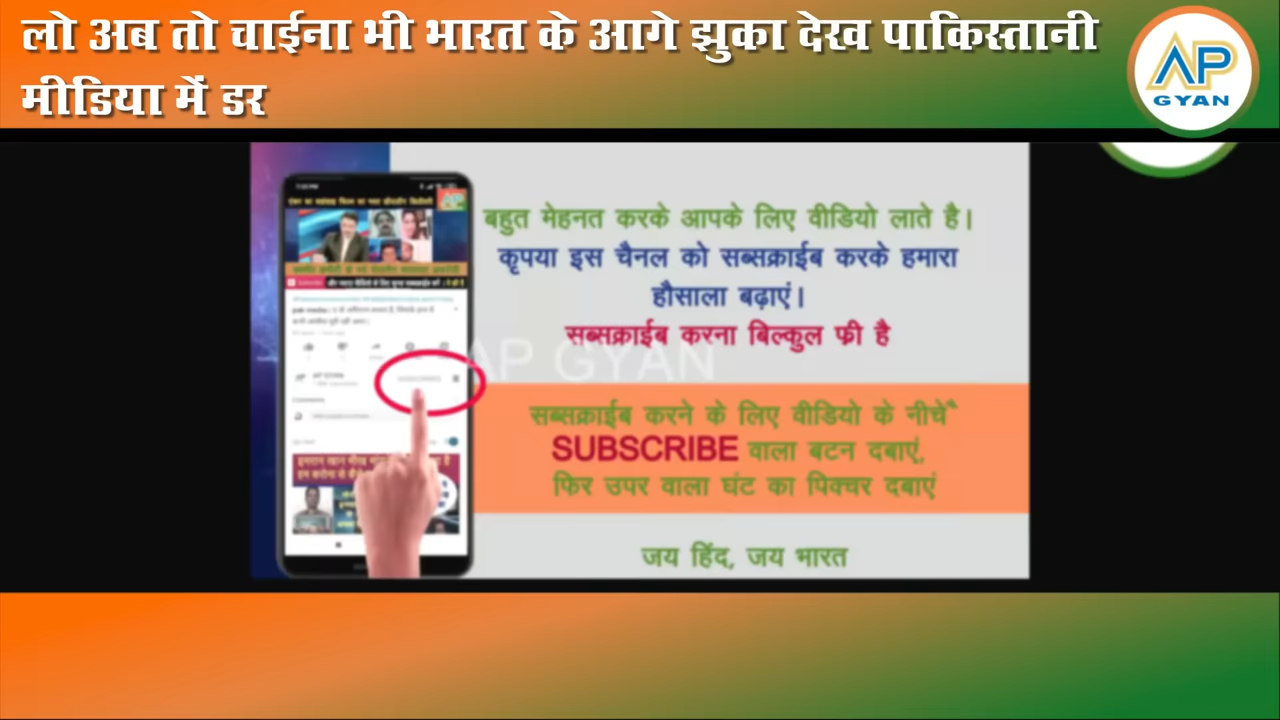 लो अब तो चाईना भी भारत के आगे झुका देख पाकिस्तानी
मीडिया में डर
AP
GYAN
बहुत मेहनत करके आपके लिए वीडियो लाते है।
कृपया इस चैनल को सब्सक्राईब करके हमारा
हौसाला बढ़ाएं।
सब्सक्राईब करना बिल्कुल फ्री है
AP GYAN
सब्सक्राईब करने के लिए वीडियो के नीचे
SUBSCRIBE वाला बटन दबाएं,
फिर उपर वाला घंट का पिक्चर दबाएं
जय हिंद, जय भारत